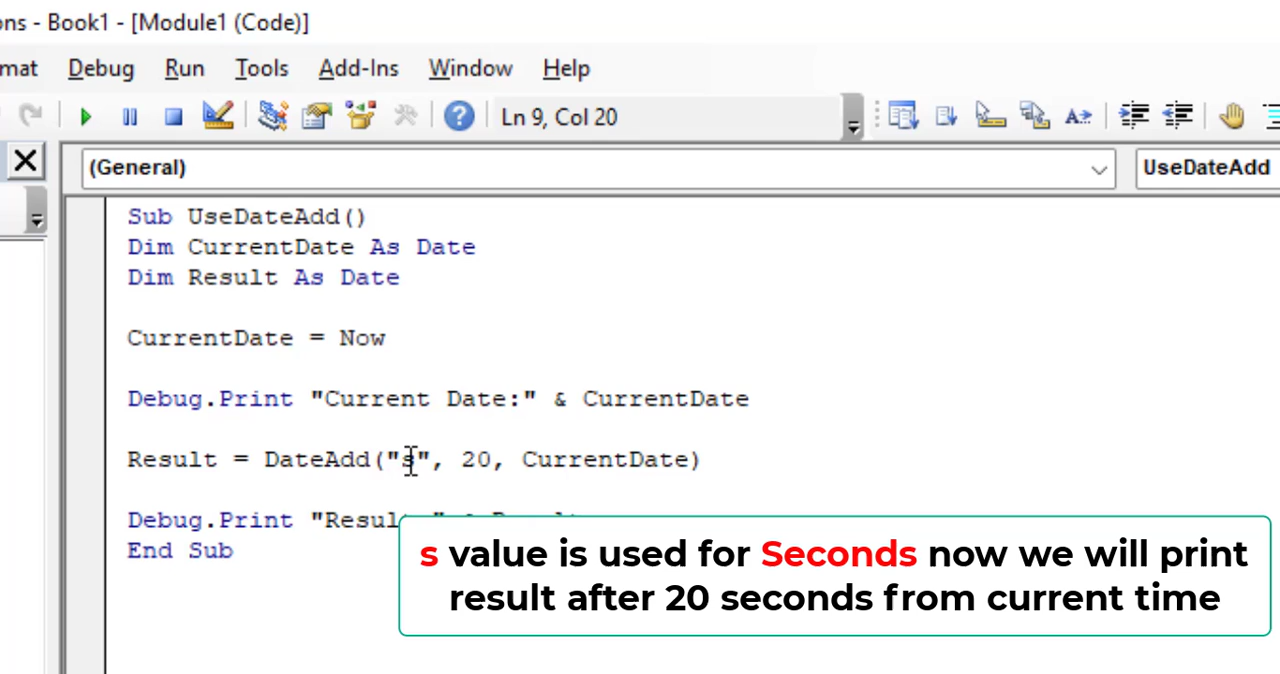 ons - Book1 - [Module1 (Code)]
mat Debug Run Tools Add-Ins Window Help
Ln 9, Col 20
(General) UseDateAdd
Sub UseDateAdd()
Dim CurrentDate As Date
Dim Result As Date
CurrentDate = Now
Debug.Print "Current Date:" & CurrentDate
Result = DateAdd("s", 20, CurrentDate)
Debug.Print "Resul
End Sub
s value is used for Seconds now we will print
result after 20 seconds from current time